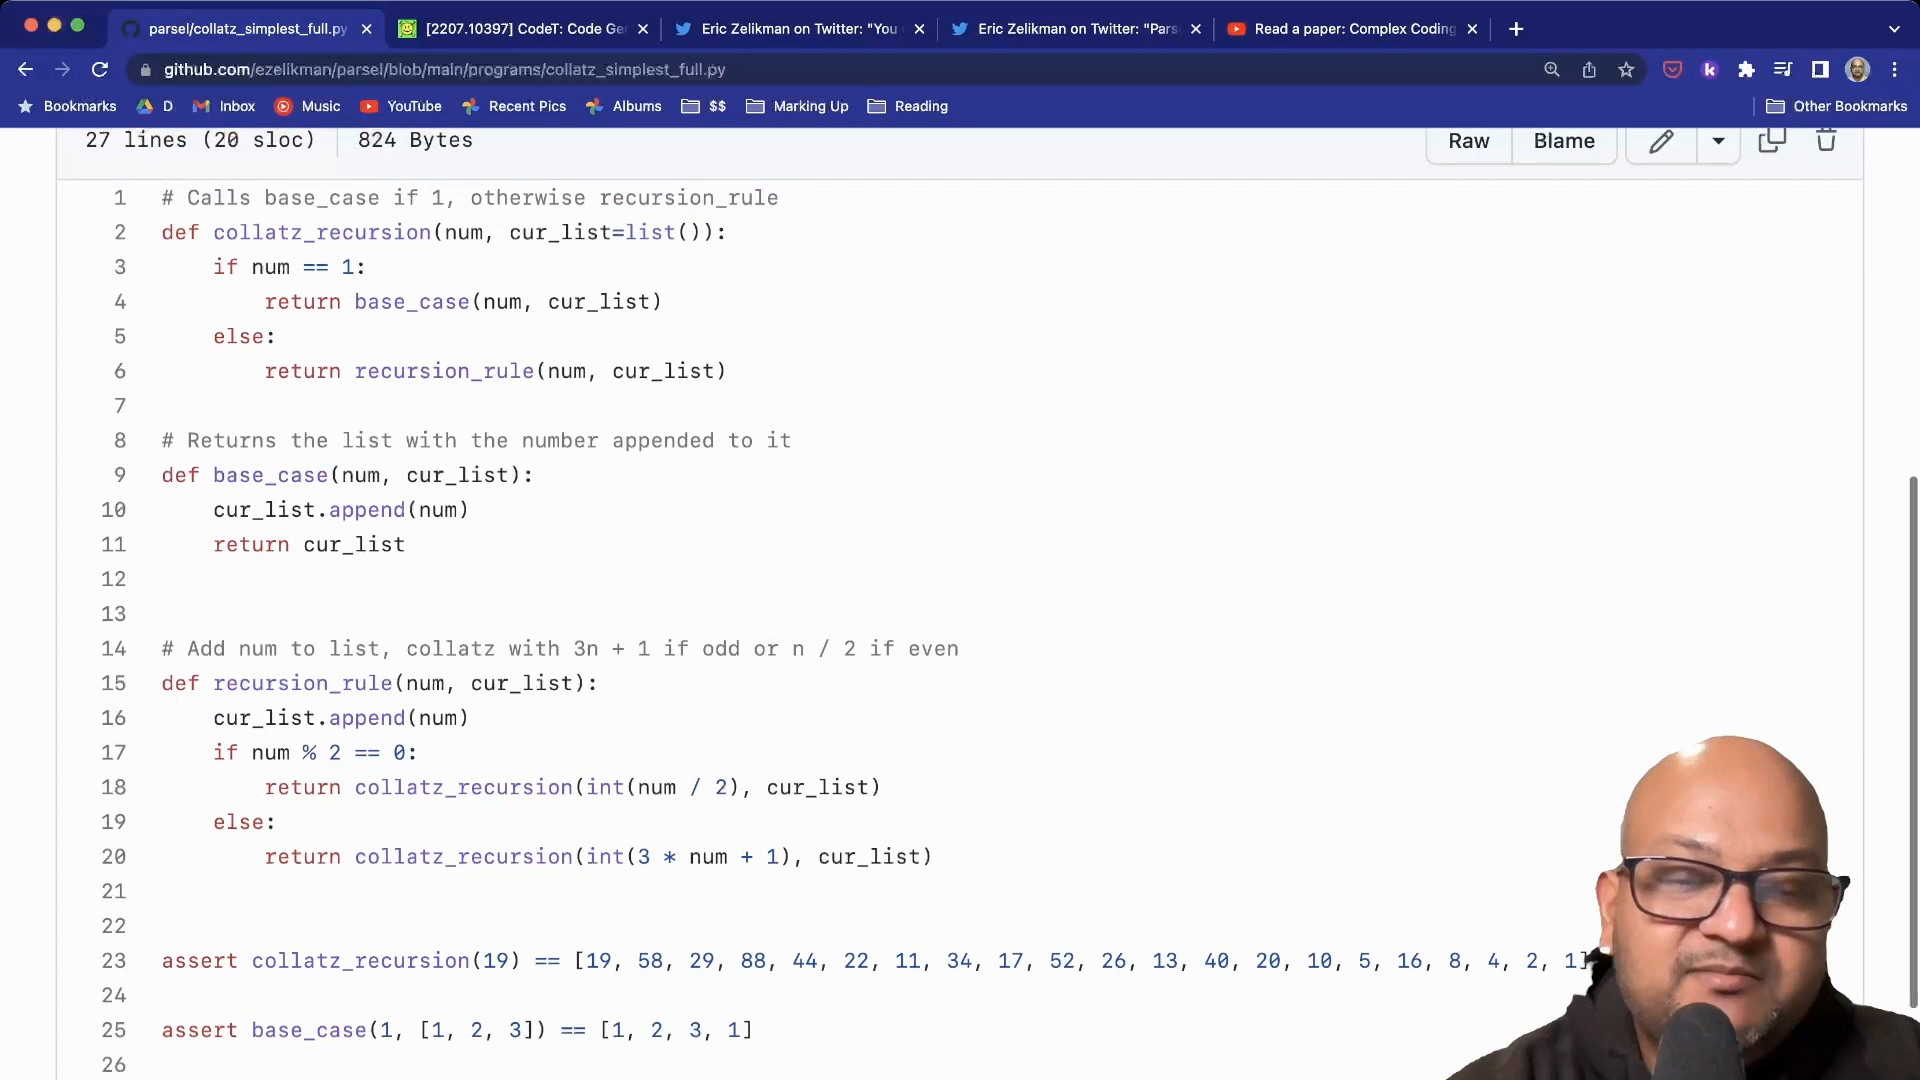 parsel/collatz_simplest_full.py
[2207.10397] CodeT: Code Ge
Eric Zelikman on Twitter: "You
Eric Zelikman on Twitter: "Pars
Read a paper: Complex Coding
github.com/ezelikman/parsel/blob/main/programs/collatz_simplest_full.py
Bookmarks D Inbox Music YouTube Recent Pics Albums $$ Marking Up Reading Other Bookmarks
27 lines (20 sloc) 824 Bytes Raw Blame
1 # Calls base_case if 1, otherwise recursion_rule
2 def collatz_recursion(num, cur_list=list()):
3 if num == 1:
4 return base_case(num, cur_list)
5 else:
6 return recursion_rule(num, cur_list)
7
8 # Returns the list with the number appended to it
9 def base_case(num, cur_list):
10 cur_list.append(num)
11 return cur_list
12
13
14 # Add num to list, collatz with 3n + 1 if odd or n / 2 if even
15 def recursion_rule(num, cur_list):
16 cur_list.append(num)
17 if num % 2 == 0:
18 return collatz_recursion(int(num / 2), cur_list)
19 else:
20 return collatz_recursion(int(3 * num + 1), cur_list)
21
22
23 assert collatz_recursion(19) == [19, 58, 29, 88, 44, 22, 11, 34, 17, 52, 26, 13, 40, 20, 10, 5, 16, 8, 4, 2, 1]
24
25 assert base_case(1, [1, 2, 3]) == [1, 2, 3, 1]
26